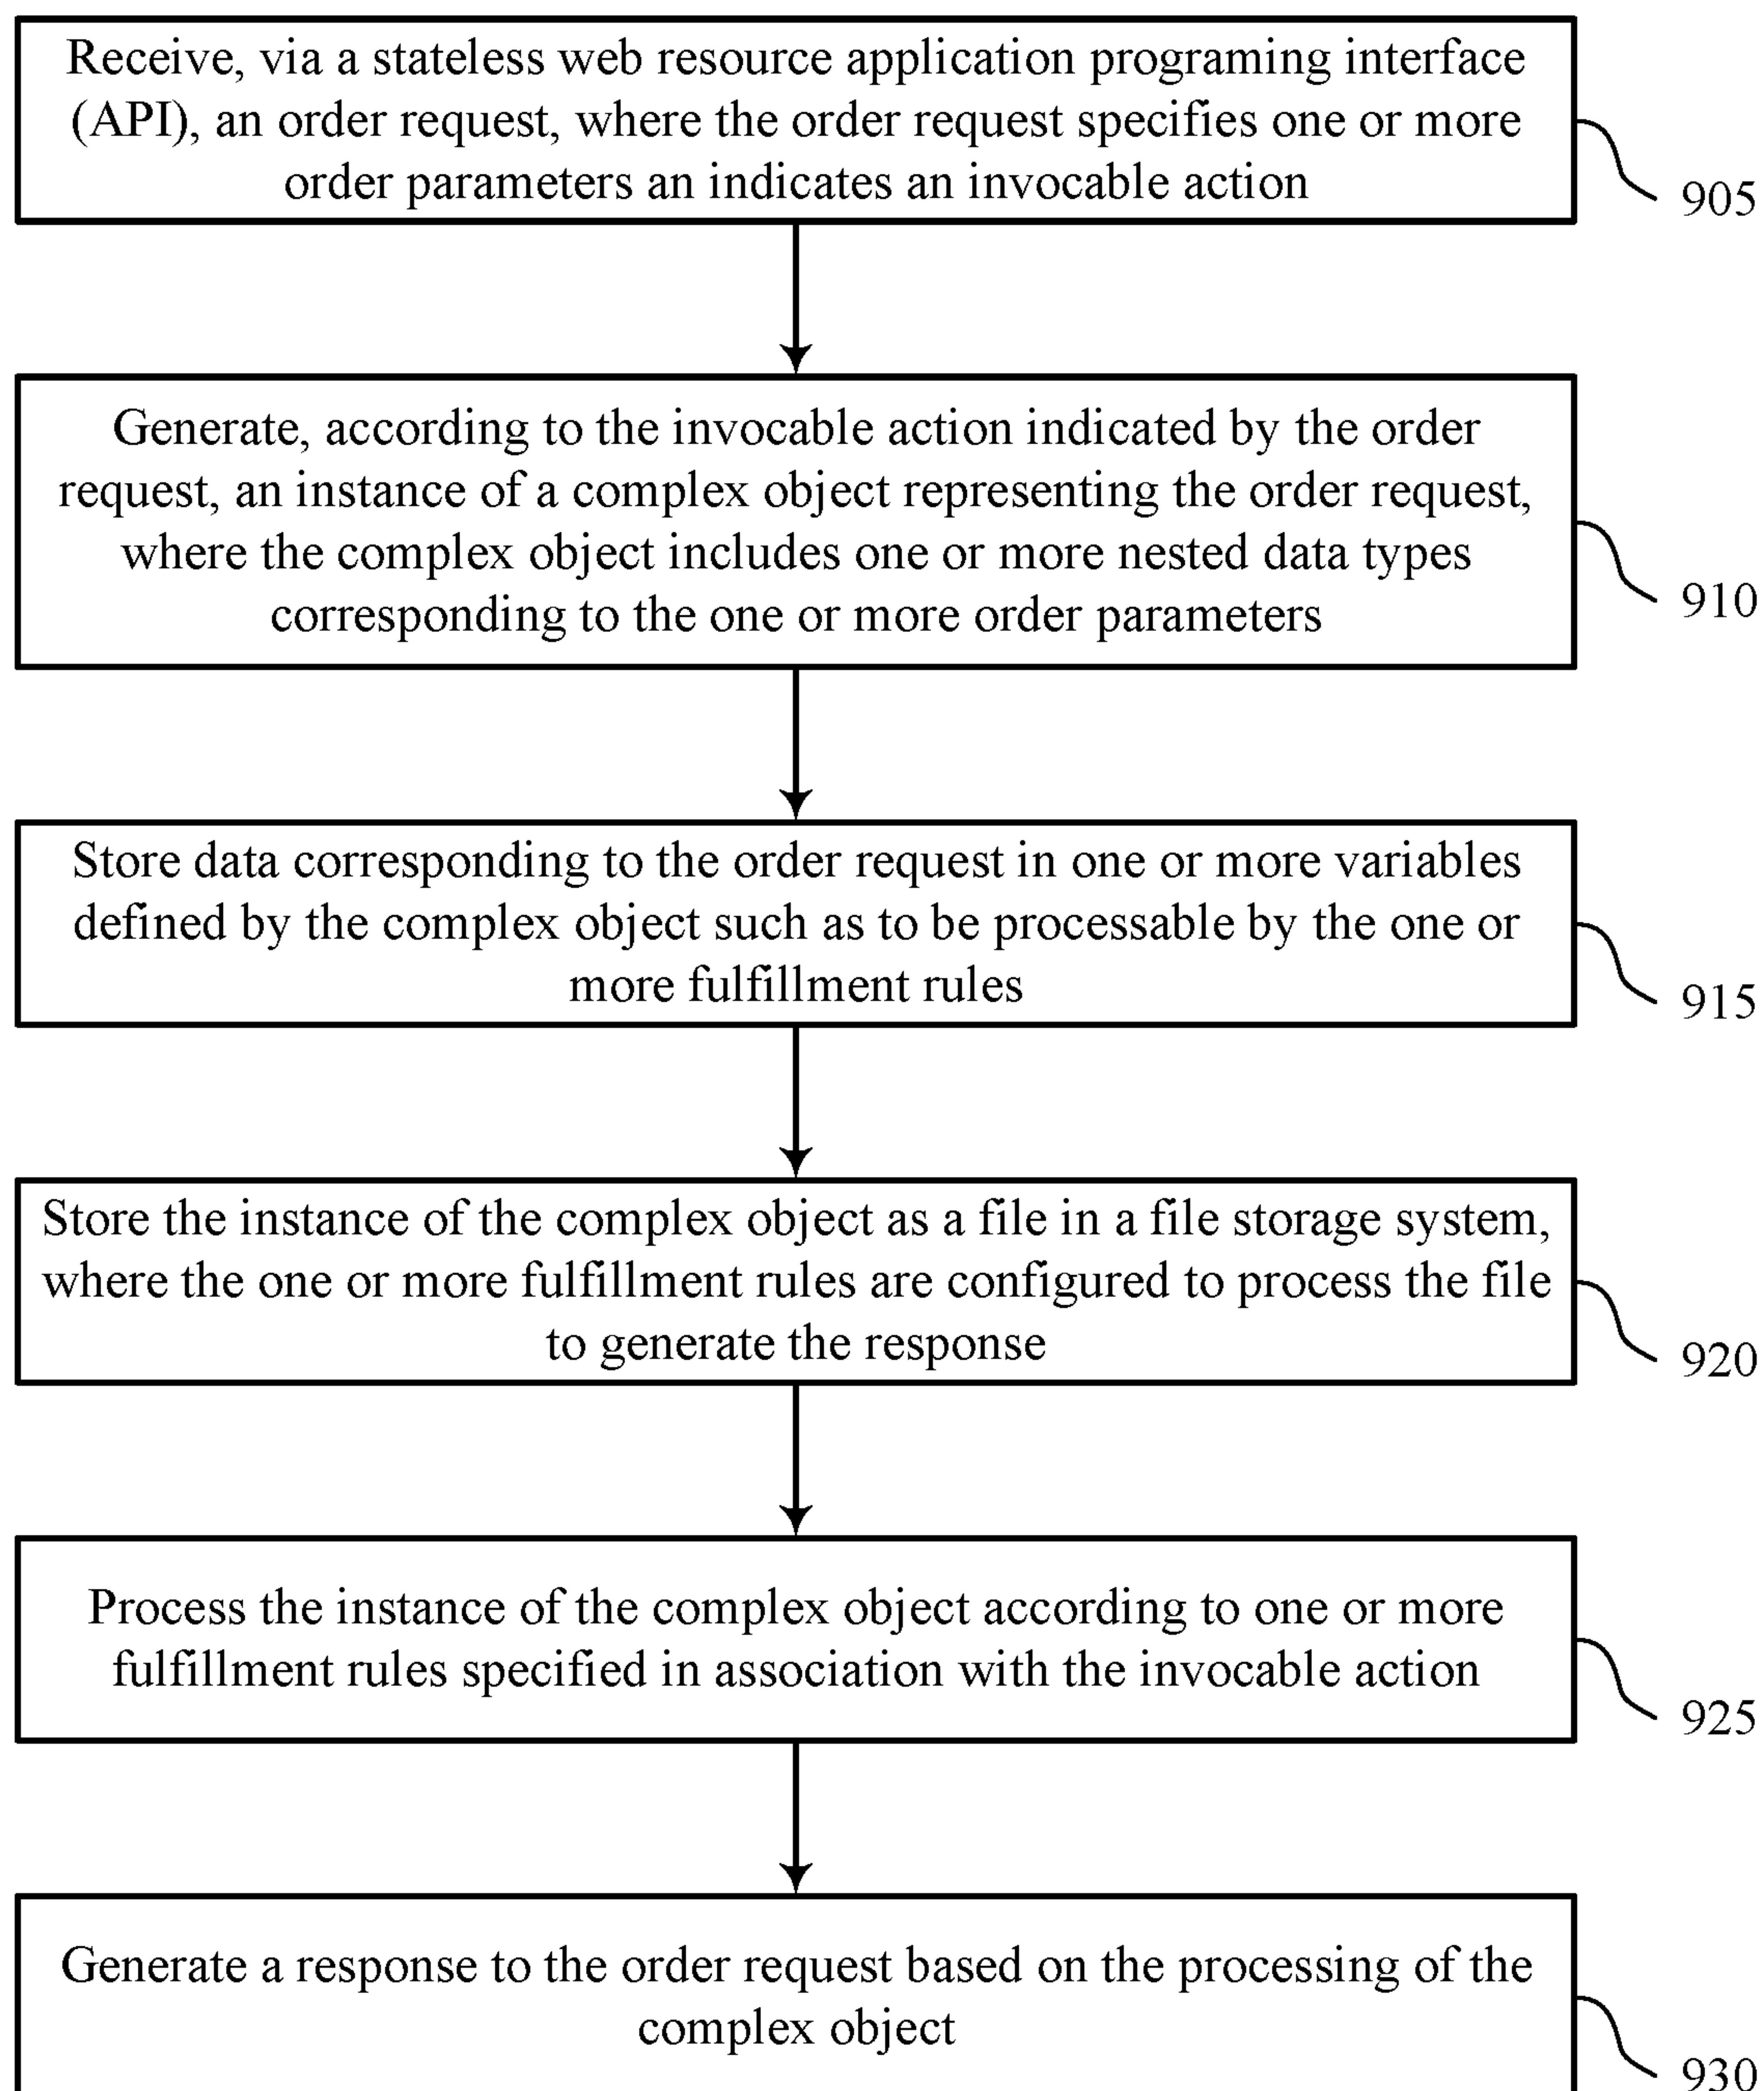 Receive, via a stateless web resource application programing interface
(API), an order request, where the order request specifies one or more
order parameters an indicates an invocable action
905
Generate, according to the invocable action indicated by the order
request, an instance of a complex object representing the order request,
where the complex object includes one or more nested data types
corresponding to the one or more order parameters
910
Store data corresponding to the order request in one or more variables
defined by the complex object such as to be processable by the one or
more fulfillment rules
915
Store the instance of the complex object as a file in a file storage system,
where the one or more fulfillment rules are configured to process the file
to generate the response
920
Process the instance of the complex object according to one or more
fulfillment rules specified in association with the invocable action
925
Generate a response to the order request based on the processing of the
complex object
930